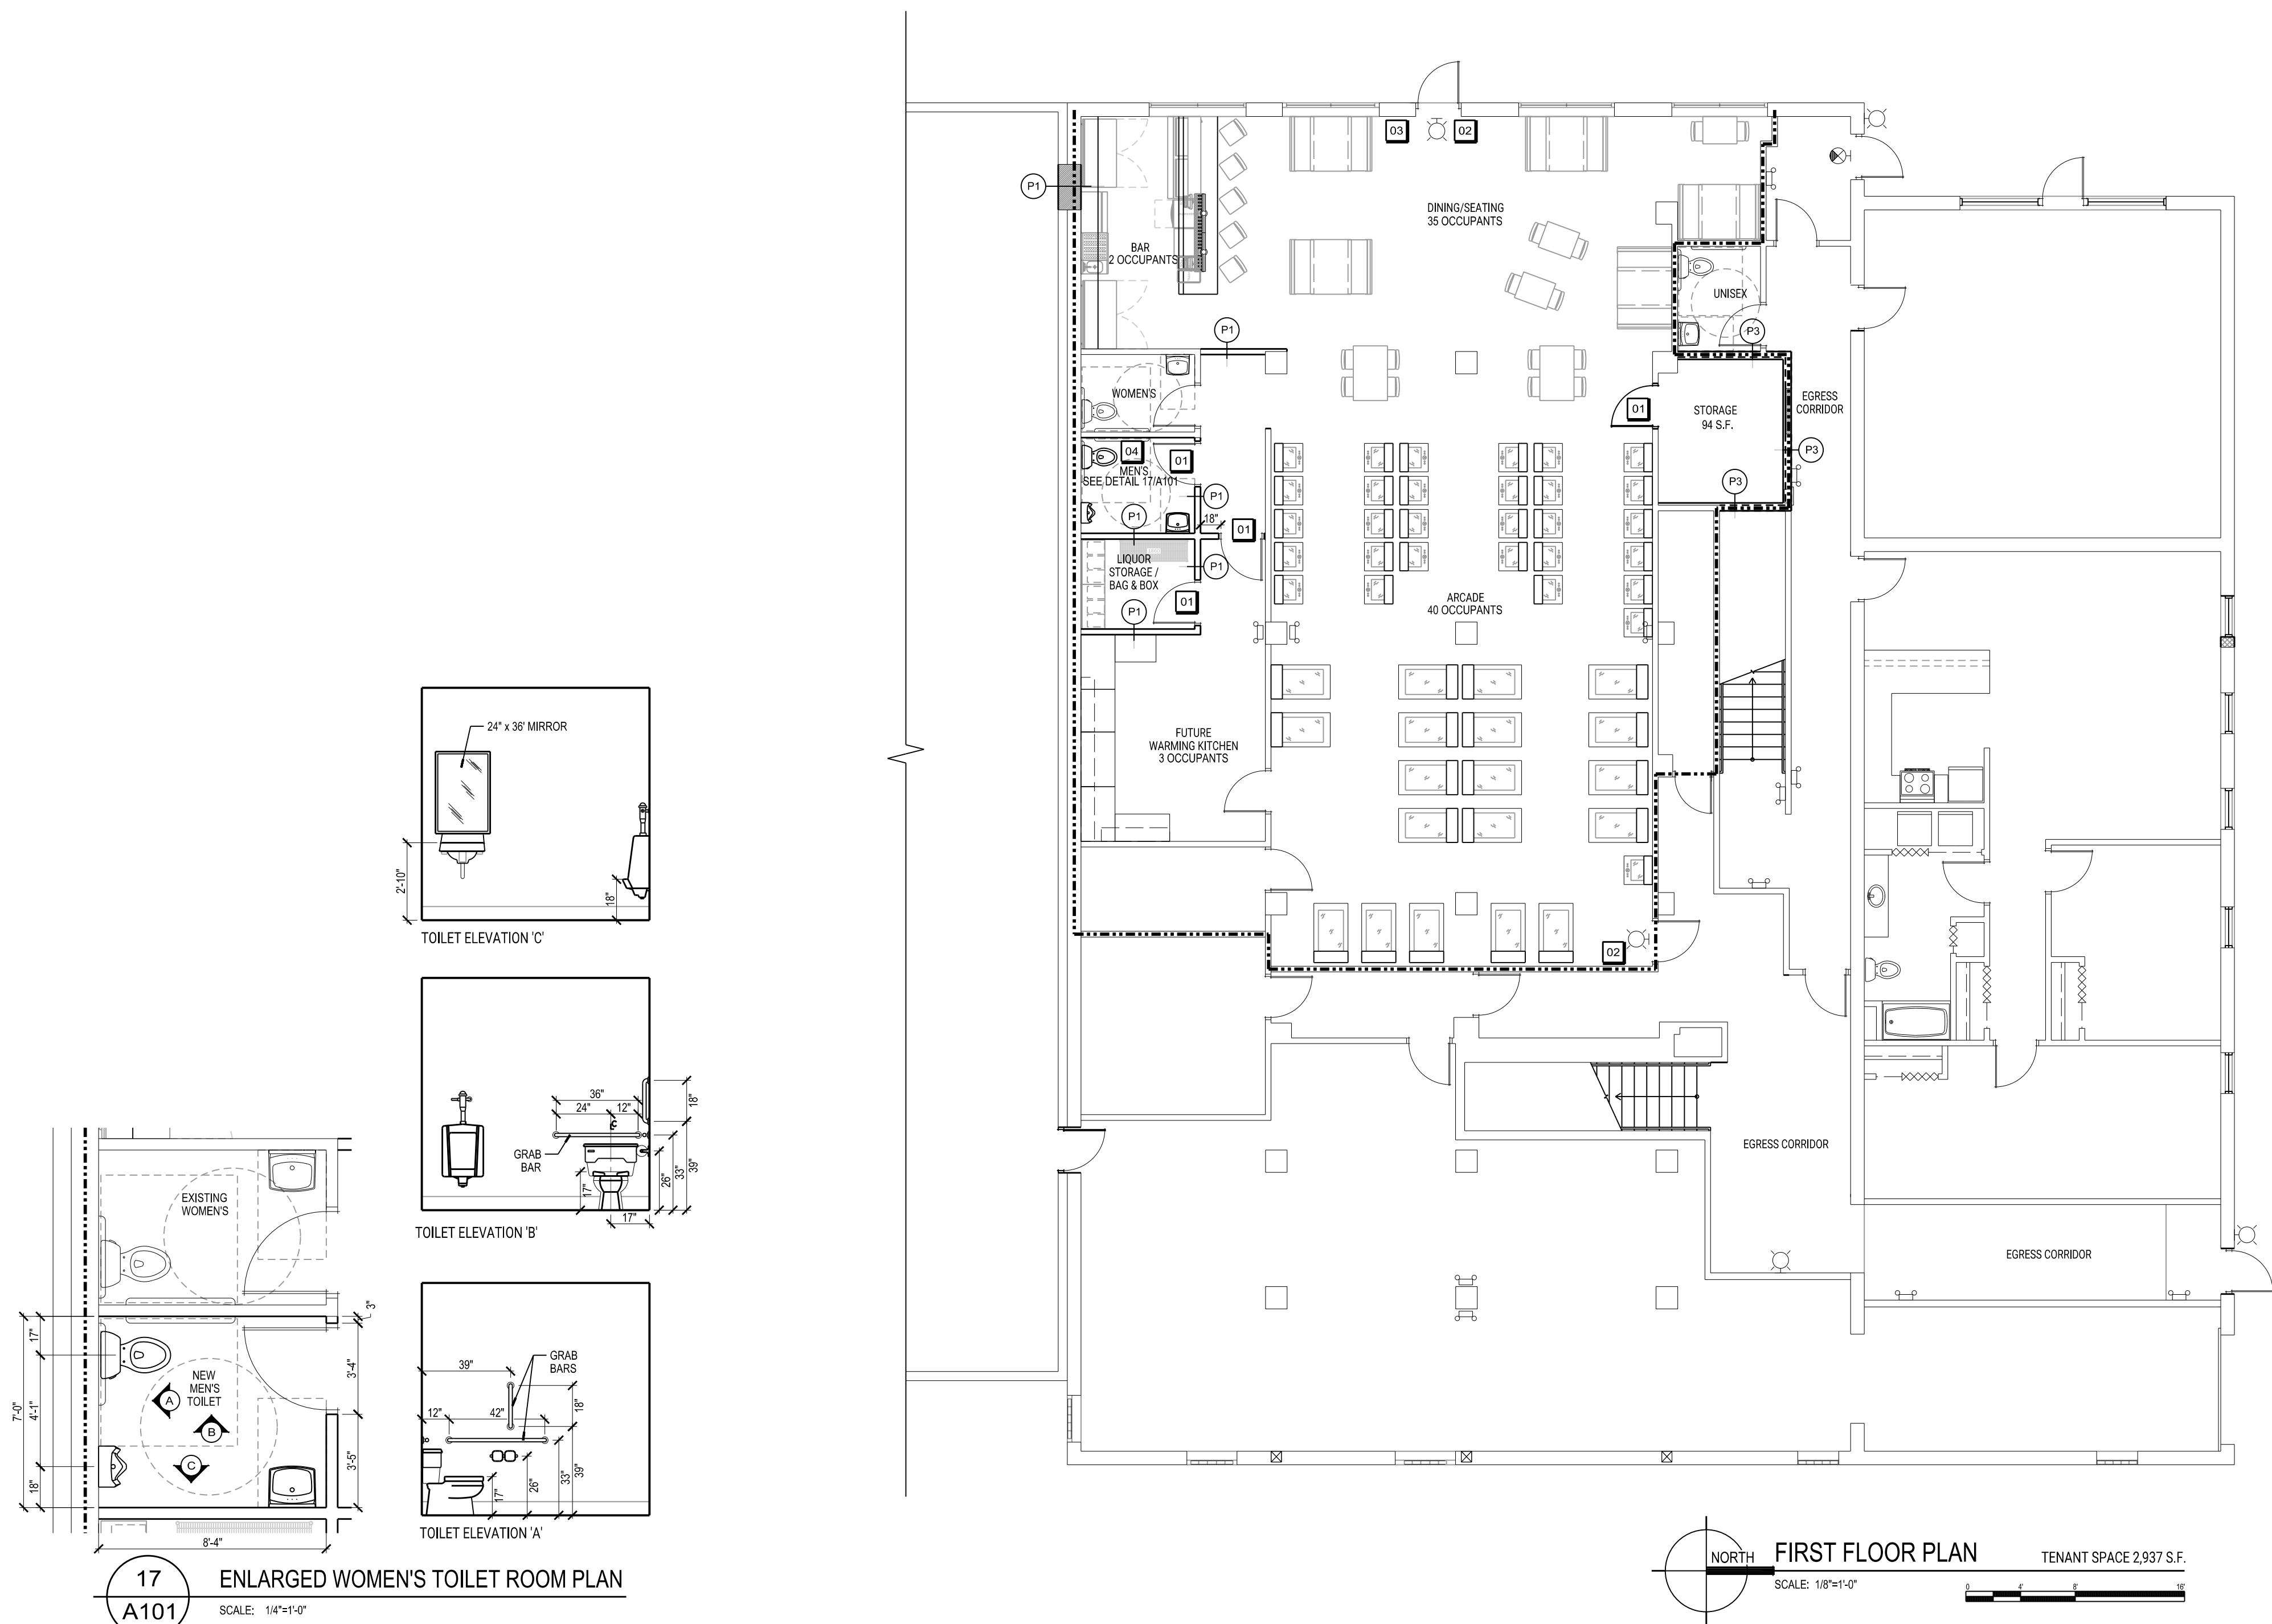 24" x 36' MIRROR
2'-10"
18"
TOILET ELEVATION 'C'
36"
24"
12"
18"
GRAB
BAR
17"
26"
33"
39"
17"
TOILET ELEVATION 'B'
GRAB
BARS
39"
12"
42"
18"
17"
26"
33"
39"
TOILET ELEVATION 'A'
EXISTING
WOMEN'S
3"
17"
7'-0"
4'-1"
18"
3'-4"
3'-5"
NEW
MEN'S
TOILET
A
B
C
8'-4"
17
A101
ENLARGED WOMEN'S TOILET ROOM PLAN
SCALE: 1/4"=1'-0"
03
02
P1
DINING/SEATING
35 OCCUPANTS
BAR
2 OCCUPANTS
UNISEX
P1
P3
WOMEN'S
01
STORAGE
94 S.F.
EGRESS
CORRIDOR
04
01
MEN'S
SEE DETAIL 17/A101
P3
P3
P1
P1
18"
01
LIQUOR
STORAGE /
BAG & BOX
P1
01
P1
ARCADE
40 OCCUPANTS
FUTURE
WARMING KITCHEN
3 OCCUPANTS
02
EGRESS CORRIDOR
EGRESS CORRIDOR
NORTH
FIRST FLOOR PLAN
TENANT SPACE 2,937 S.F.
SCALE: 1/8"=1'-0"
0 4' 8' 16'